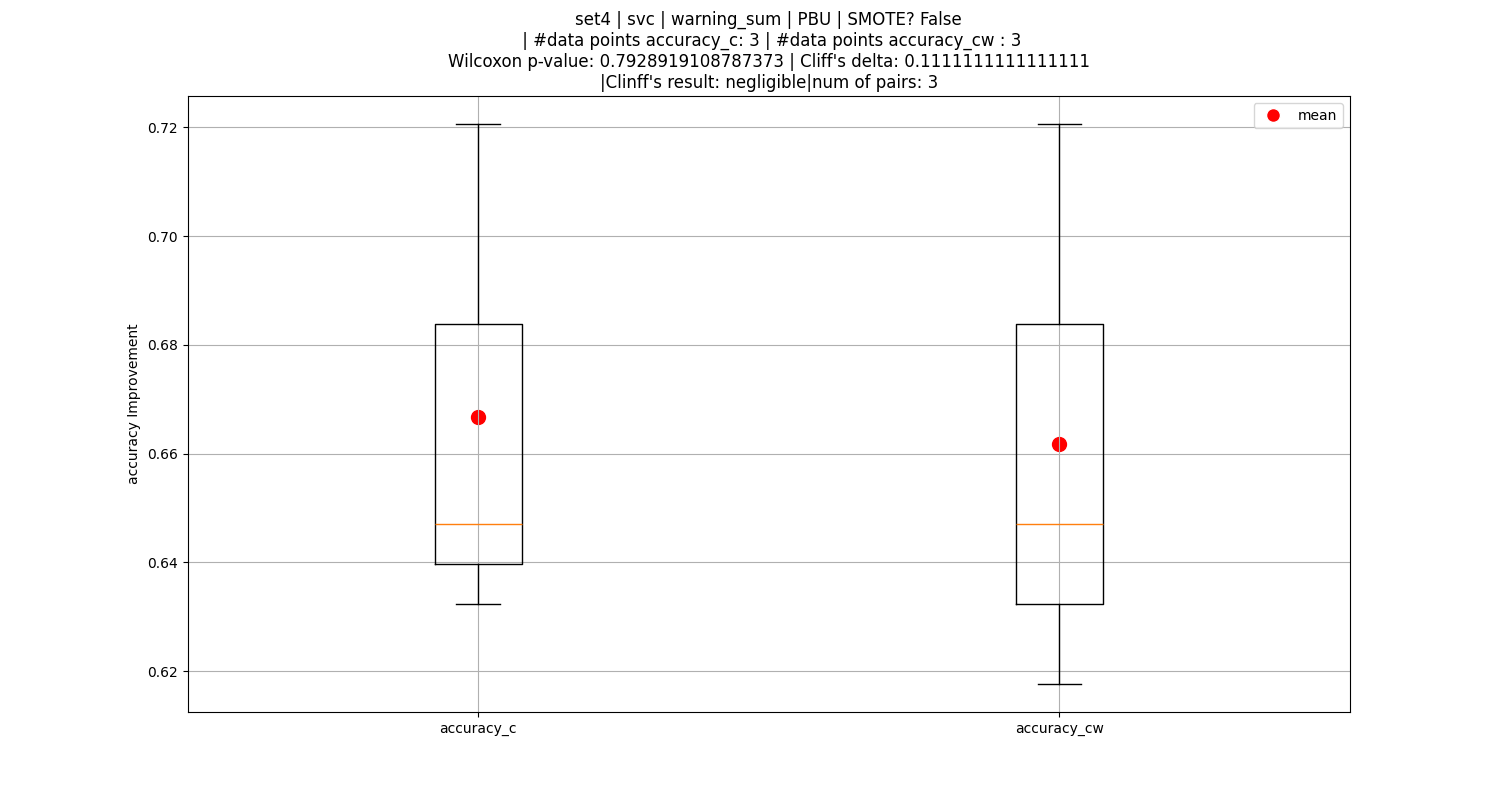 set4 | svc | warning_sum | PBU | SMOTE? False
| #data points accuracy_c: 3 | #data points accuracy_cw : 3
Wilcoxon p-value: 0.7928919108787373 | Cliff's delta: 0.1111111111111111
|Clinff's result: negligible|num of pairs: 3
mean
0.72
0.70
0.68
0.66
0.64
0.62
accuracy Improvement
accuracy_c
accuracy_cw